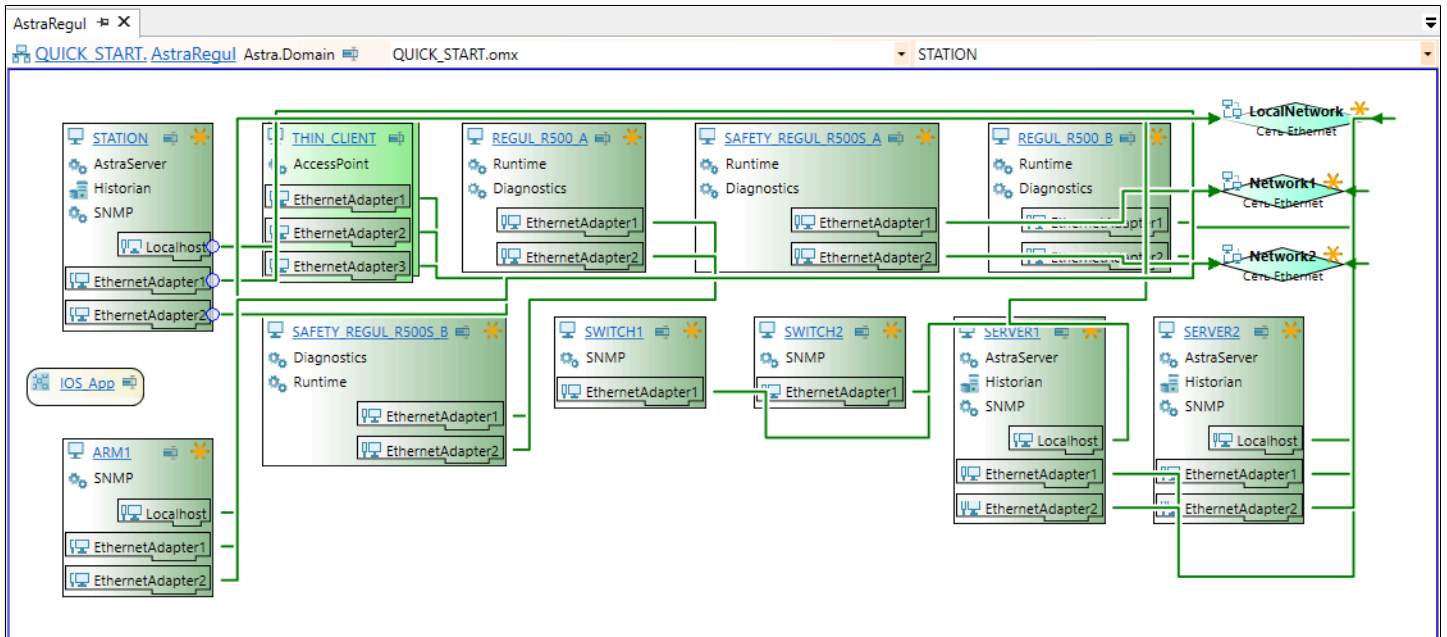 AstraRegul
QUICK_START. AstraRegul Astra.Domain QUICK_START.omx STATION
STATION
AstraServer
Historian
SNMP
Localhost
EthernetAdapter1
EthernetAdapter2
THIN_CLIENT
AccessPoint
EthernetAdapter1
EthernetAdapter2
EthernetAdapter3
REGUL_R500_A
Runtime
Diagnostics
EthernetAdapter1
EthernetAdapter2
SAFETY_REGUL_R500S_A
Runtime
Diagnostics
EthernetAdapter1
EthernetAdapter2
REGUL_R500_B
Runtime
Diagnostics
EthernetAdapter1
EthernetAdapter2
LocalNetwork
Сеть Ethernet
Network1
Сеть Ethernet
Network2
Сеть Ethernet
IOS_App
SAFETY_REGUL_R500S_B
Diagnostics
Runtime
EthernetAdapter1
EthernetAdapter2
SWITCH1
SNMP
EthernetAdapter1
SWITCH2
SNMP
EthernetAdapter1
SERVER1
AstraServer
Historian
SNMP
Localhost
EthernetAdapter1
EthernetAdapter2
SERVER2
AstraServer
Historian
SNMP
Localhost
EthernetAdapter1
EthernetAdapter2
ARM1
SNMP
Localhost
EthernetAdapter1
EthernetAdapter2